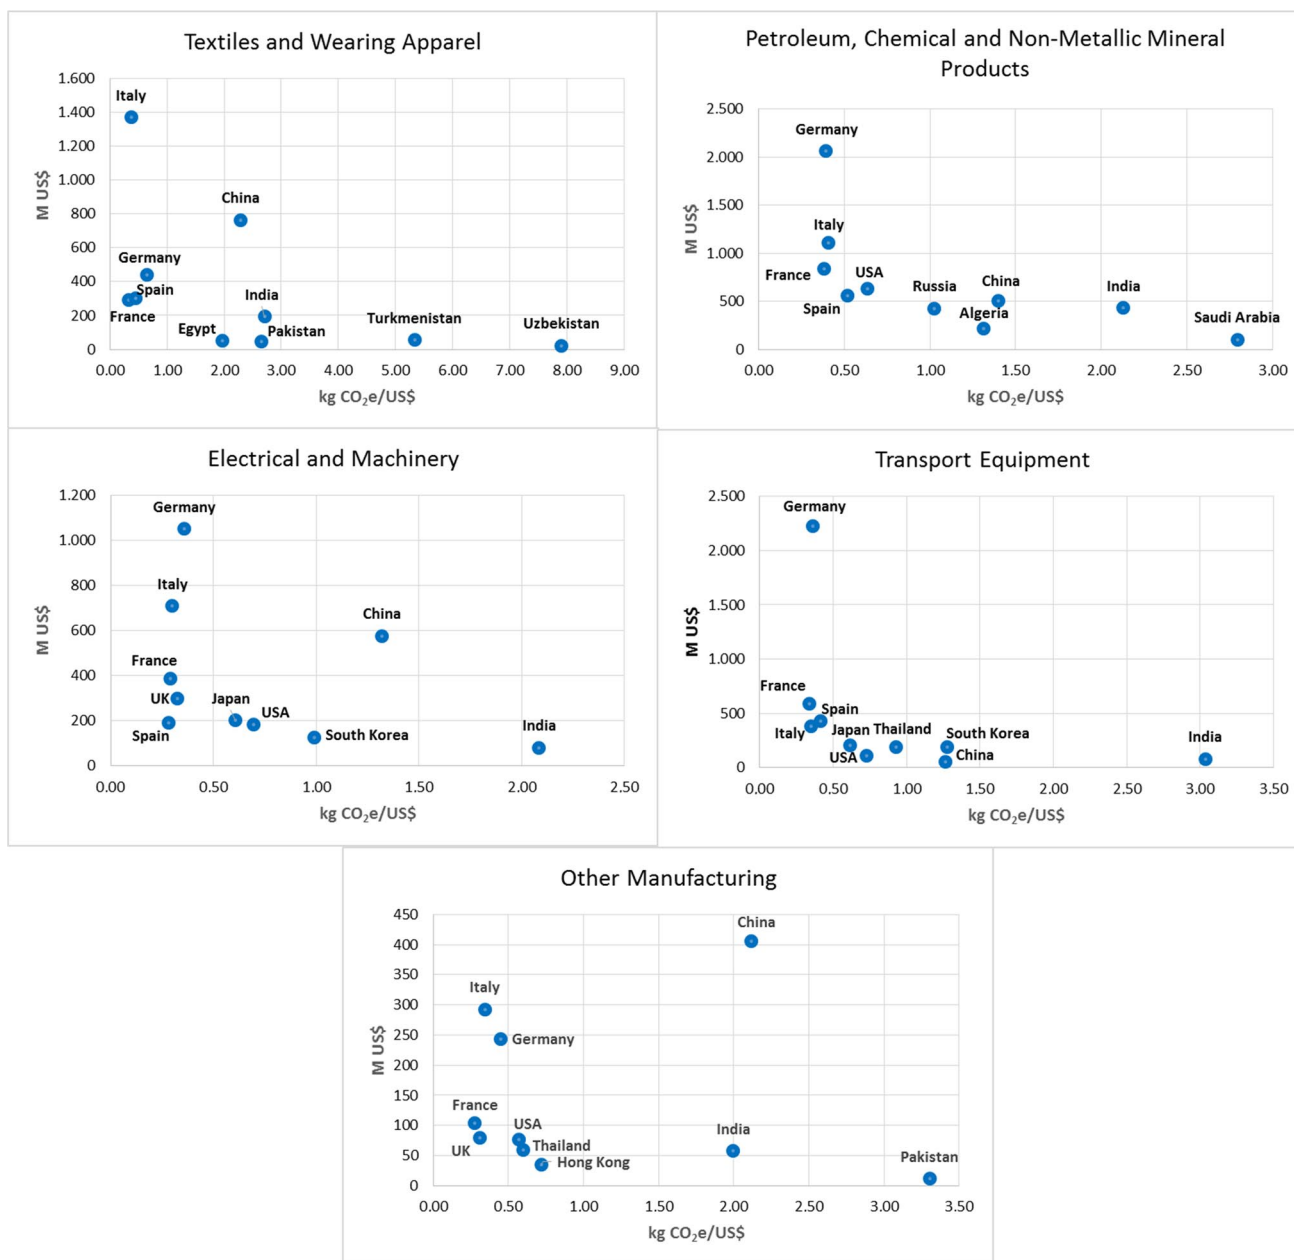 Textiles and Wearing Apparel
M US$
1.600
1.400
1.200
1.000
800
600
400
200
0
Italy
China
Germany
Spain
France
India
Egypt
Pakistan
Turkmenistan
Uzbekistan
0.00 1.00 2.00 3.00 4.00 5.00 6.00 7.00 8.00 9.00
kg CO₂e/US$
Petroleum, Chemical and Non-Metallic Mineral
Products
M US$
2.500
2.000
1.500
1.000
500
0
Germany
Italy
France
USA
Spain
Russia
China
Algeria
India
Saudi Arabia
0.00 0.50 1.00 1.50 2.00 2.50 3.00
kg CO₂e/US$
Electrical and Machinery
M US$
1.200
1.000
800
600
400
200
0
Germany
Italy
China
France
UK
Japan
USA
Spain
South Korea
India
0.00 0.50 1.00 1.50 2.00 2.50
kg CO₂e/US$
Transport Equipment
M US$
2.500
2.000
1.500
1.000
500
0
Germany
France
Spain
Italy
Japan
Thailand
South Korea
USA
China
India
0.00 0.50 1.00 1.50 2.00 2.50 3.00 3.50
kg CO₂e/US$
Other Manufacturing
M US$
450
400
350
300
250
200
150
100
50
0
China
Italy
Germany
France
USA
UK
Thailand
Hong Kong
India
Pakistan
0.00 0.50 1.00 1.50 2.00 2.50 3.00 3.50
kg CO₂e/US$